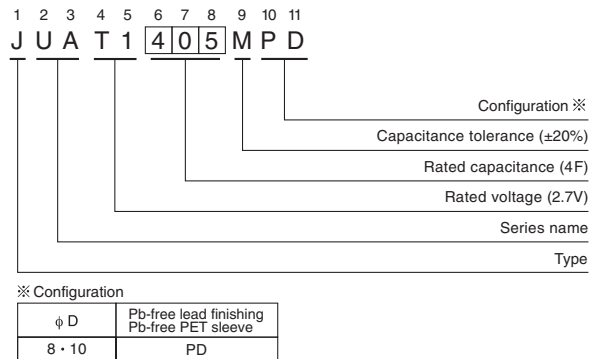 1 2 3 4 5 6 7 8 9 10 11
J U A T 1 4 0 5 M P D
Configuration ※
Capacitance tolerance (±20%)
Rated capacitance (4F)
Rated voltage (2.7V)
Series name
Type
※ Configuration
ϕ D
Pb-free lead finishing
Pb-free PET sleeve
8・10
PD